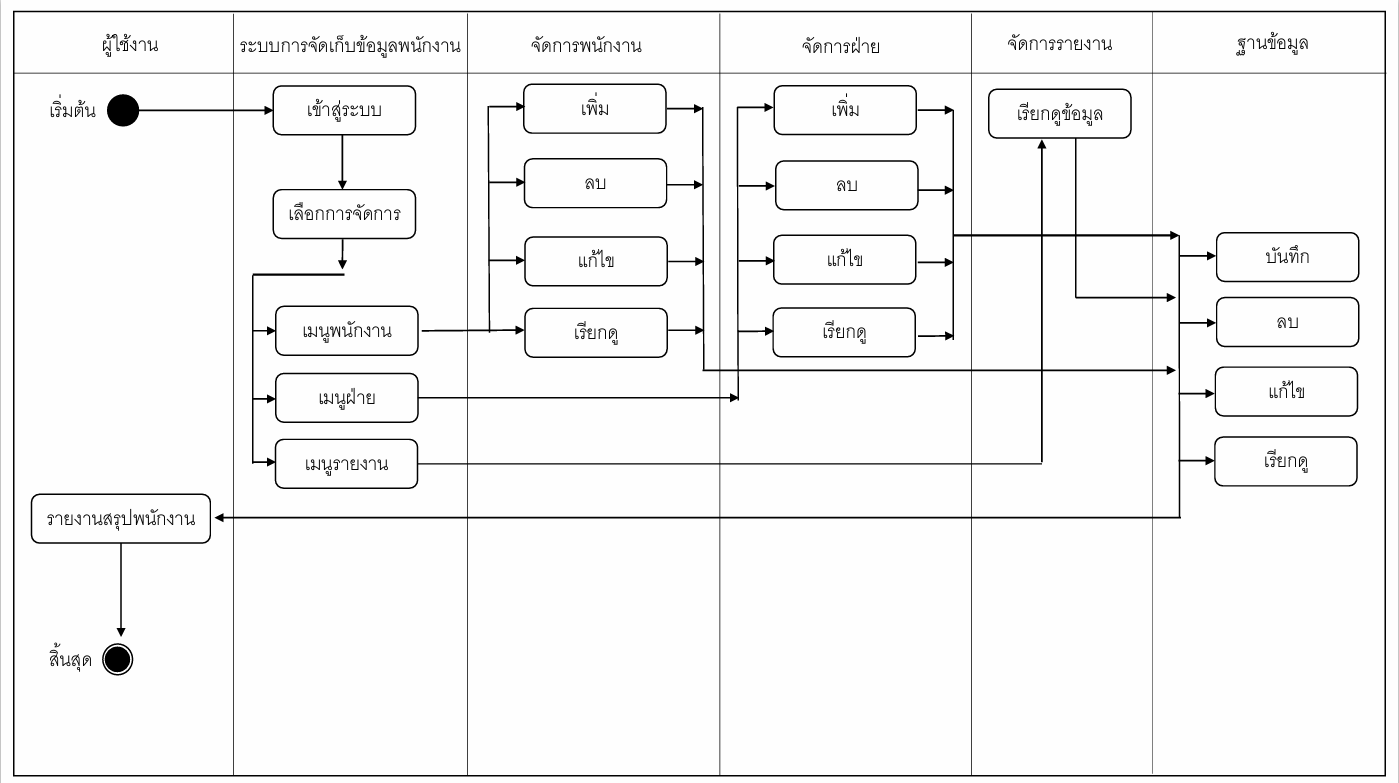 ผู้ใช้งาน
ระบบการจัดเก็บข้อมูลพนักงาน
จัดการพนักงาน
จัดการฝ่าย
จัดการรายงาน
ฐานข้อมูล
เริ่มต้น
เข้าสู่ระบบ
เลือกการจัดการ
เมนูพนักงาน
เมนูฝ่าย
เมนูรายงาน
เพิ่ม
ลบ
แก้ไข
เรียกดู
เพิ่ม
ลบ
แก้ไข
เรียกดู
เรียกดูข้อมูล
บันทึก
ลบ
แก้ไข
เรียกดู
รายงานสรุปพนักงาน
สิ้นสุด